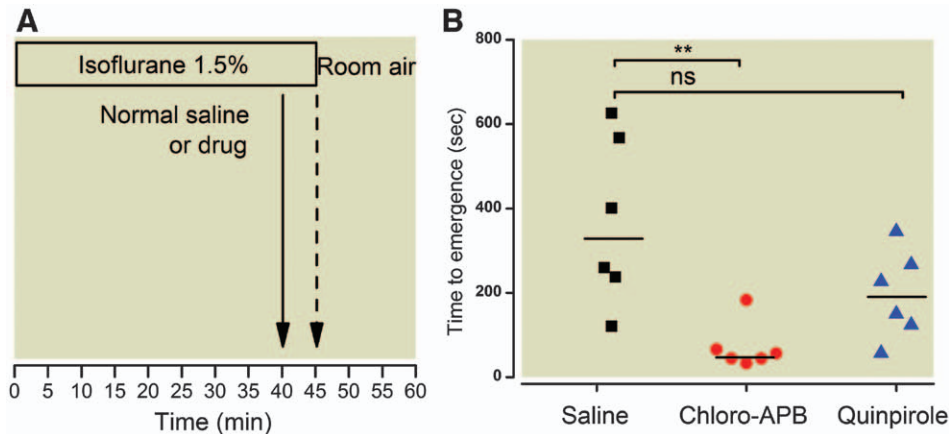 A
Isoflurane 1.5%
Room air
Normal saline
or drug
0 5 10 15 20 25 30 35 40 45 50 55 60
Time (min)
B
800
600
400
200
0
Time to emergence (sec)
**
ns
Saline Chloro-APB Quinpirole